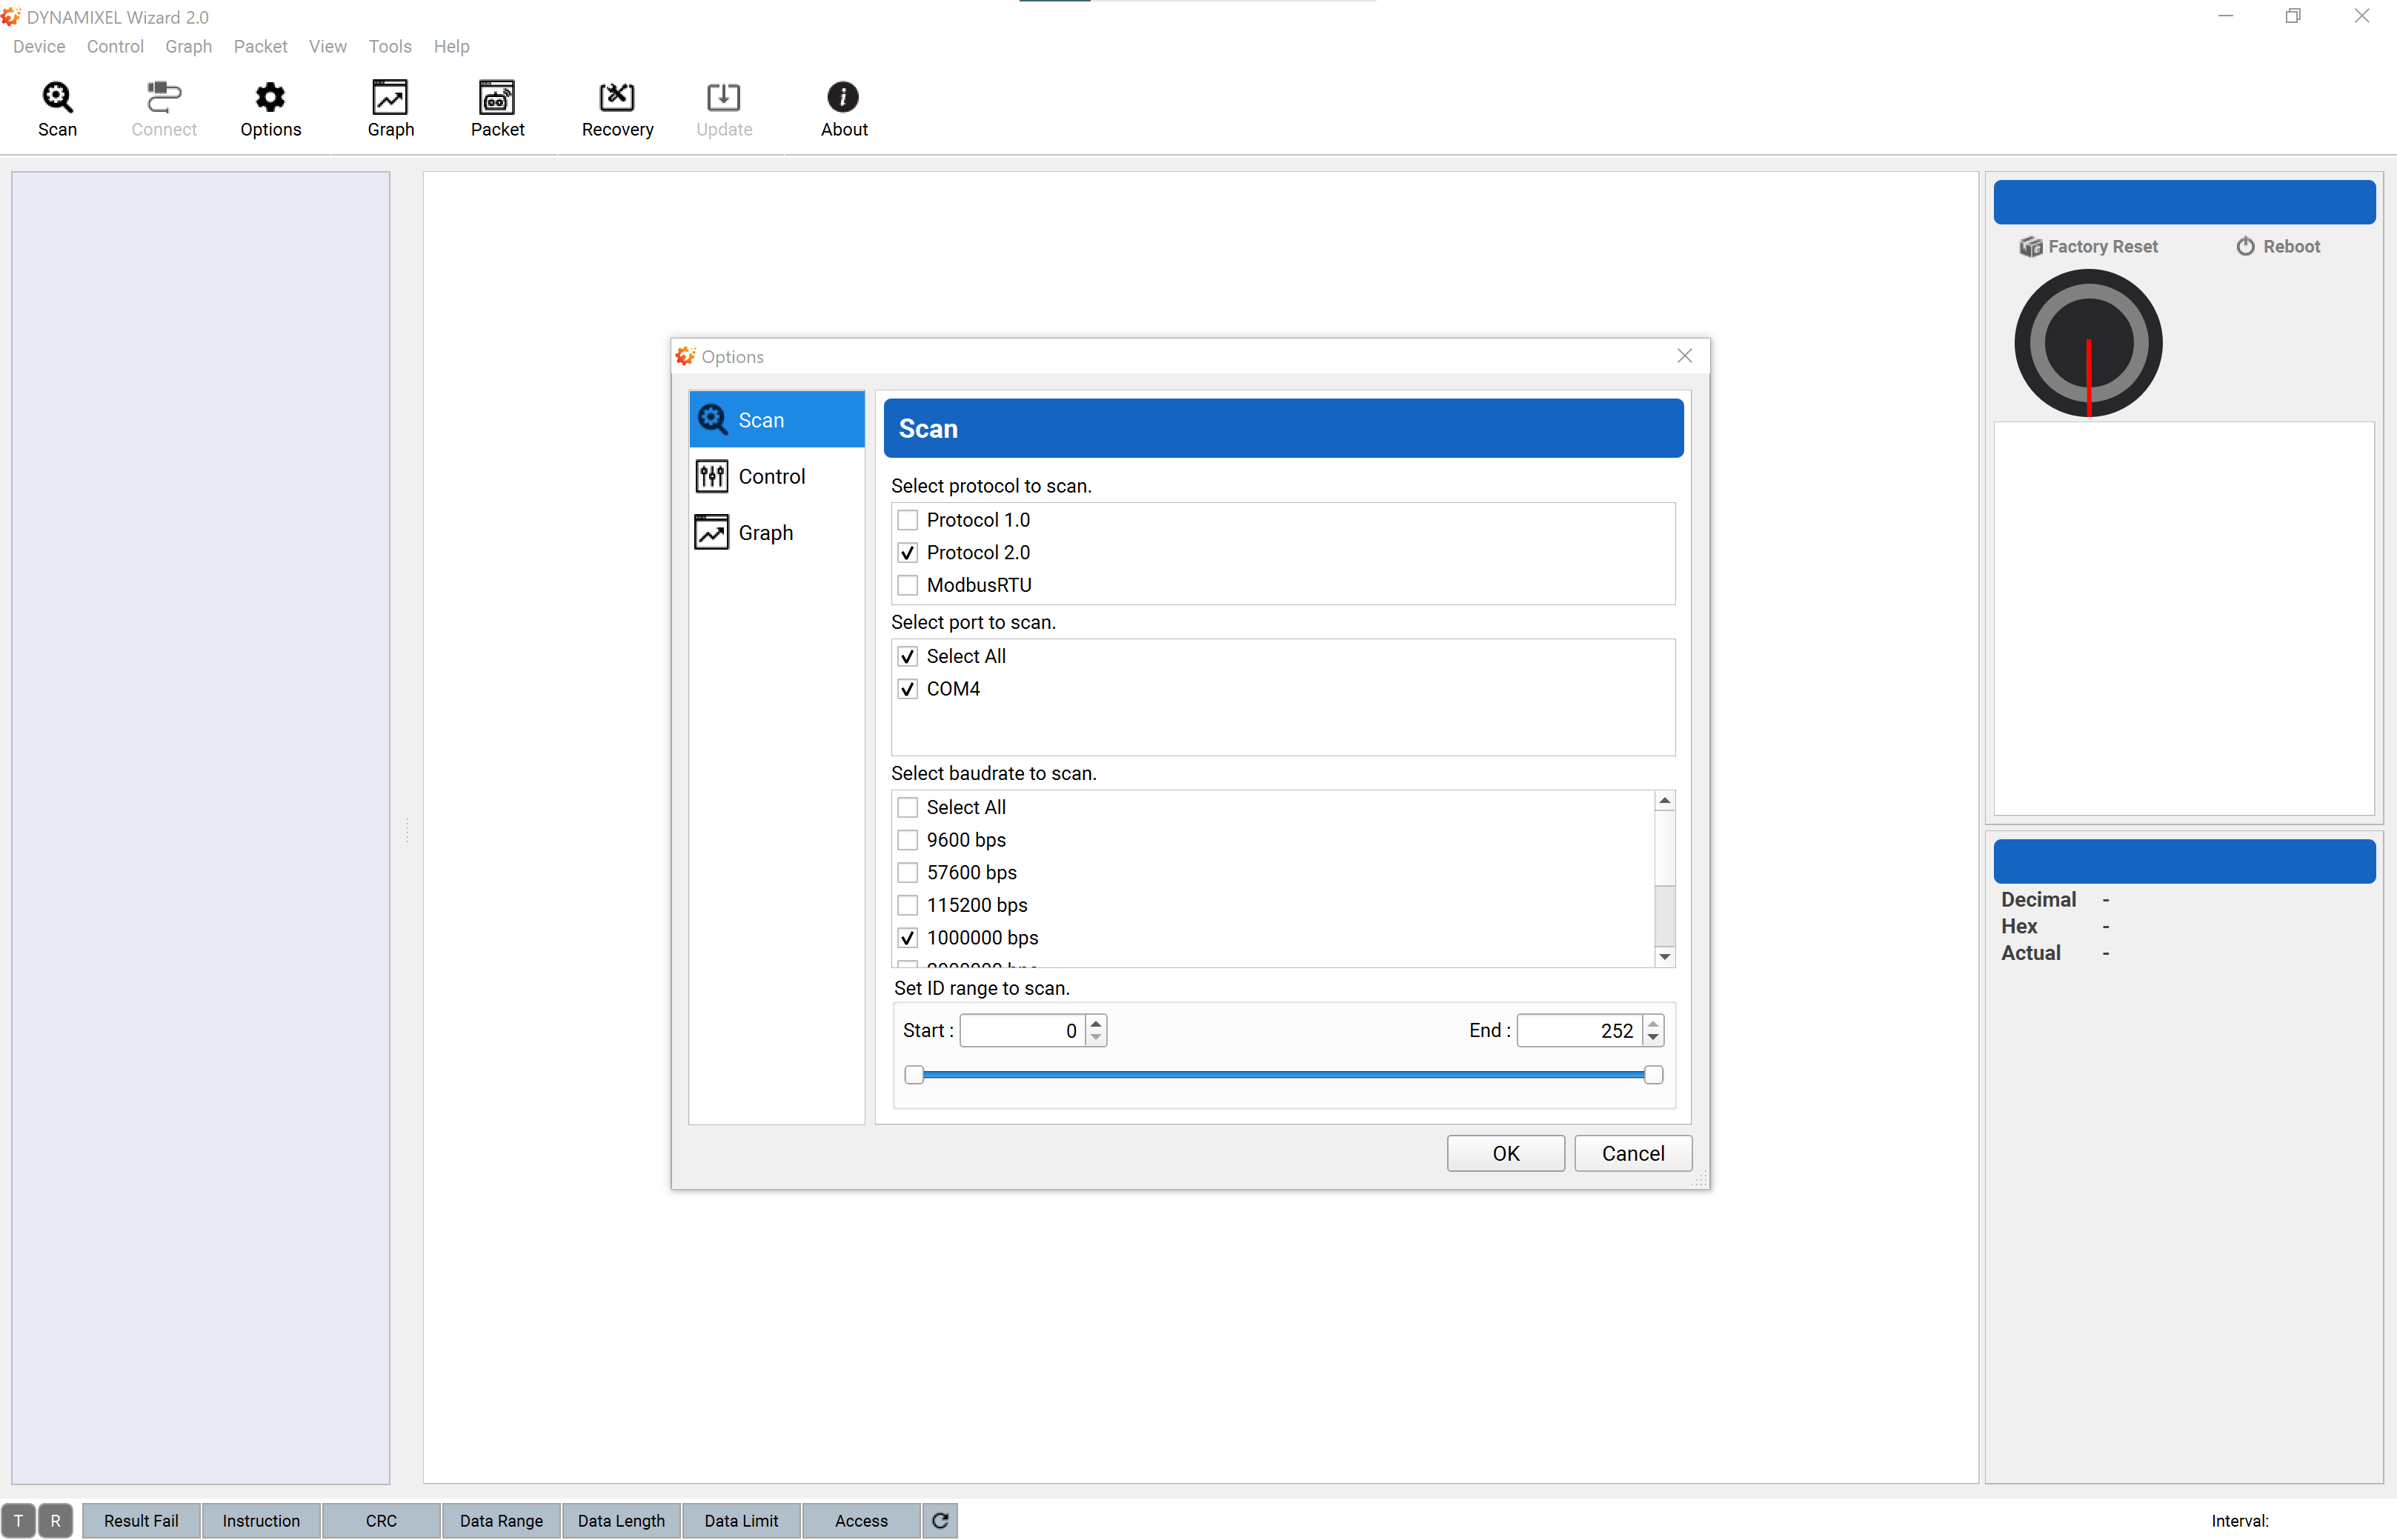 DYNAMIXEL Wizard 2.0
Device Control Graph Packet View Tools Help
Scan Connect Options Graph Packet Recovery Update About
Factory Reset Reboot
Options
Scan
Control
Graph
Scan
Select protocol to scan.
Protocol 1.0
Protocol 2.0
ModbusRTU
Select port to scan.
Select All
COM4
Select baudrate to scan.
Select All
9600 bps
57600 bps
115200 bps
1000000 bps
Set ID range to scan.
Start : 0 End : 252
OK Cancel
Decimal -
Hex -
Actual -
T R Result Fail Instruction CRC Data Range Data Length Data Limit Access Interval: